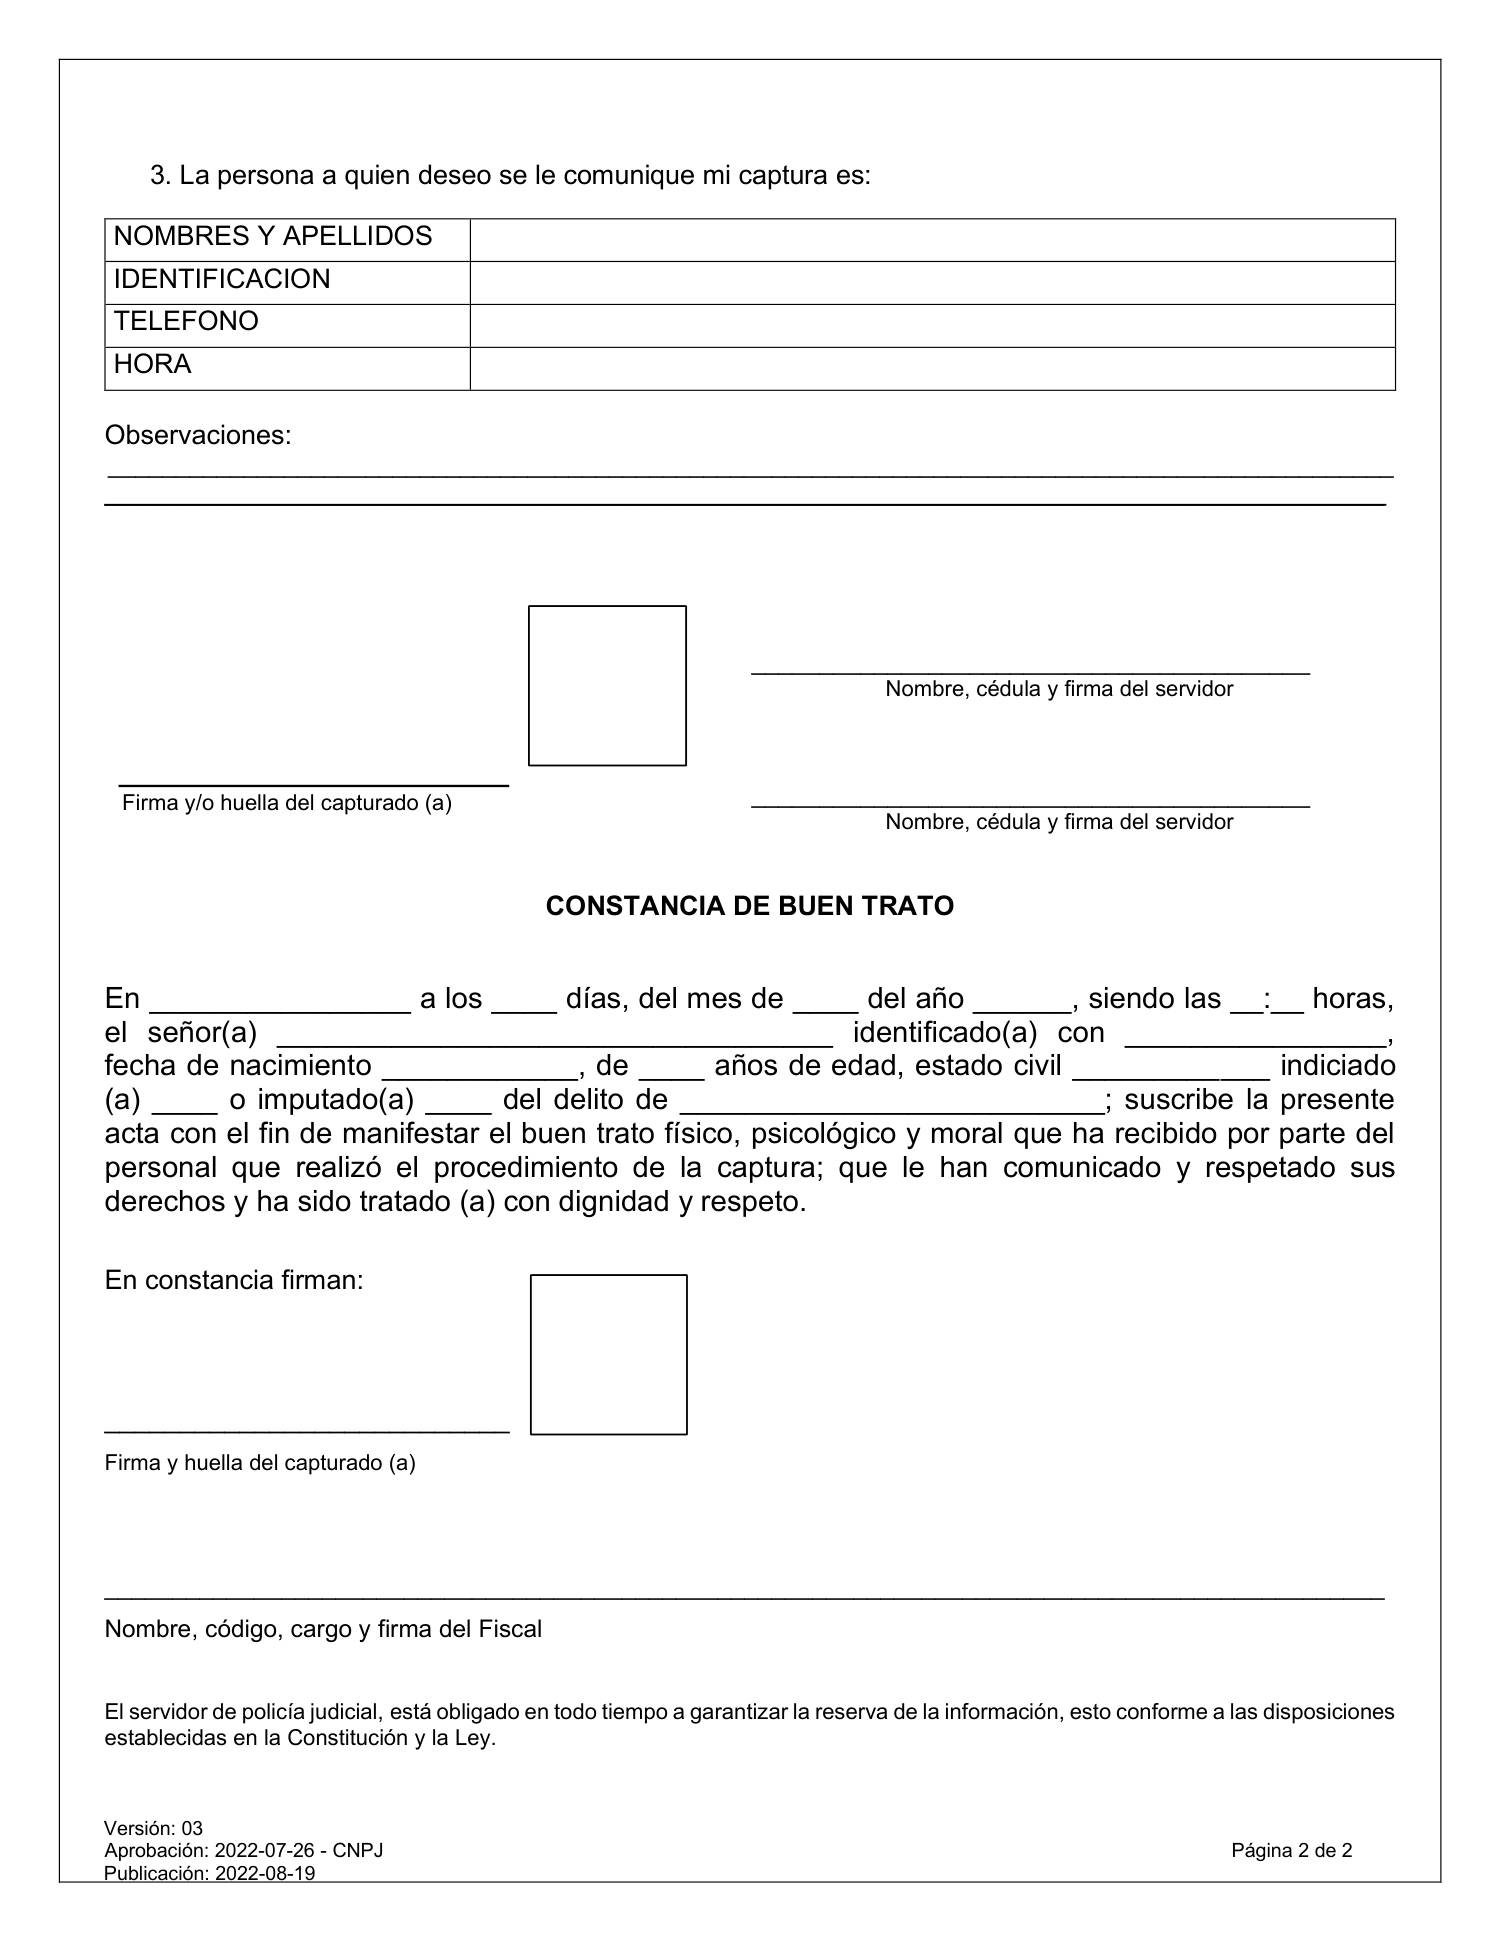 3. La persona a quien deseo se le comunique mi captura es:
NOMBRES Y APELLIDOS
IDENTIFICACION
TELEFONO
HORA
Observaciones:
Nombre, cédula y firma del servidor
Firma y/o huella del capturado (a)
Nombre, cédula y firma del servidor
CONSTANCIA DE BUEN TRATO
En ________________ a los ____ días, del mes de ____ del año ______, siendo las __:__ horas,
el señor(a) __________________________________ identificado(a) con ________________,
fecha de nacimiento ____________, de ____ años de edad, estado civil ____________ indiciado
(a) ____ o imputado(a) ____ del delito de __________________________; suscribe la presente
acta con el fin de manifestar el buen trato físico, psicológico y moral que ha recibido por parte del
personal que realizó el procedimiento de la captura; que le han comunicado y respetado sus
derechos y ha sido tratado (a) con dignidad y respeto.
En constancia firman:
Firma y huella del capturado (a)
Nombre, código, cargo y firma del Fiscal
El servidor de policía judicial, está obligado en todo tiempo a garantizar la reserva de la información, esto conforme a las disposiciones
establecidas en la Constitución y la Ley.
Versión: 03
Aprobación: 2022-07-26 - CNPJ
Página 2 de 2
Publicación: 2022-08-19